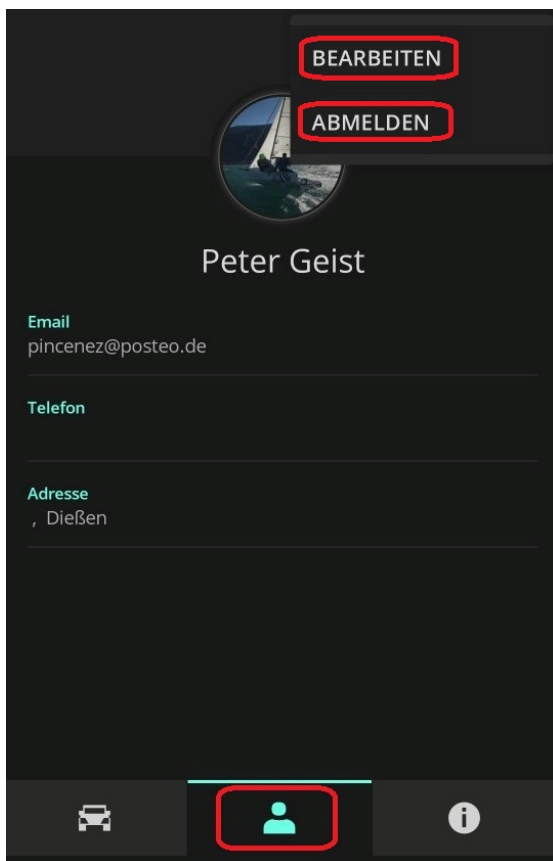 BEARBEITEN
ABMELDEN
Peter Geist
Email
pincenez@posteo.de
Telefon
Adresse
, Dießen